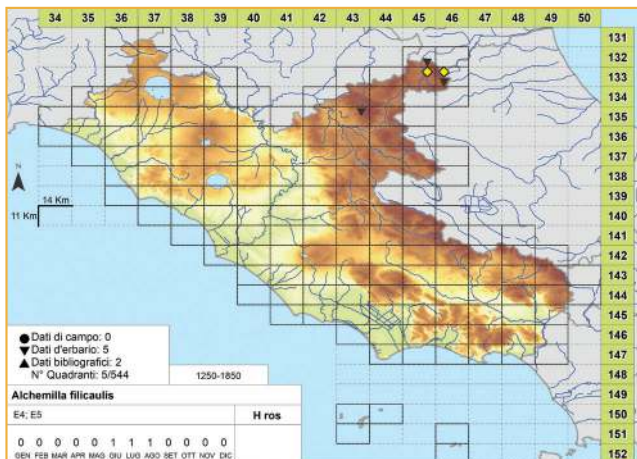 34 35 36 37 38 39 40 41 42 43 44 45 46 47 48 49 50
131
132
133
134
135
136
137
138
139
140
141
142
143
144
145
146
147
148
149
150
151
152
N
14 Km
11 Km
Dati di campo: 0
Dati d'erbario: 5
Dati bibliografici: 2
N° Quadranti: 5/544
1250-1850
Alchemilla filicaulis
E4; E5
H ros
0 0 0 0 0 1 1 1 0 0 0 0
GEN FEB MAR APR MAG GIU LUG AGO SET OTT NOV DIC